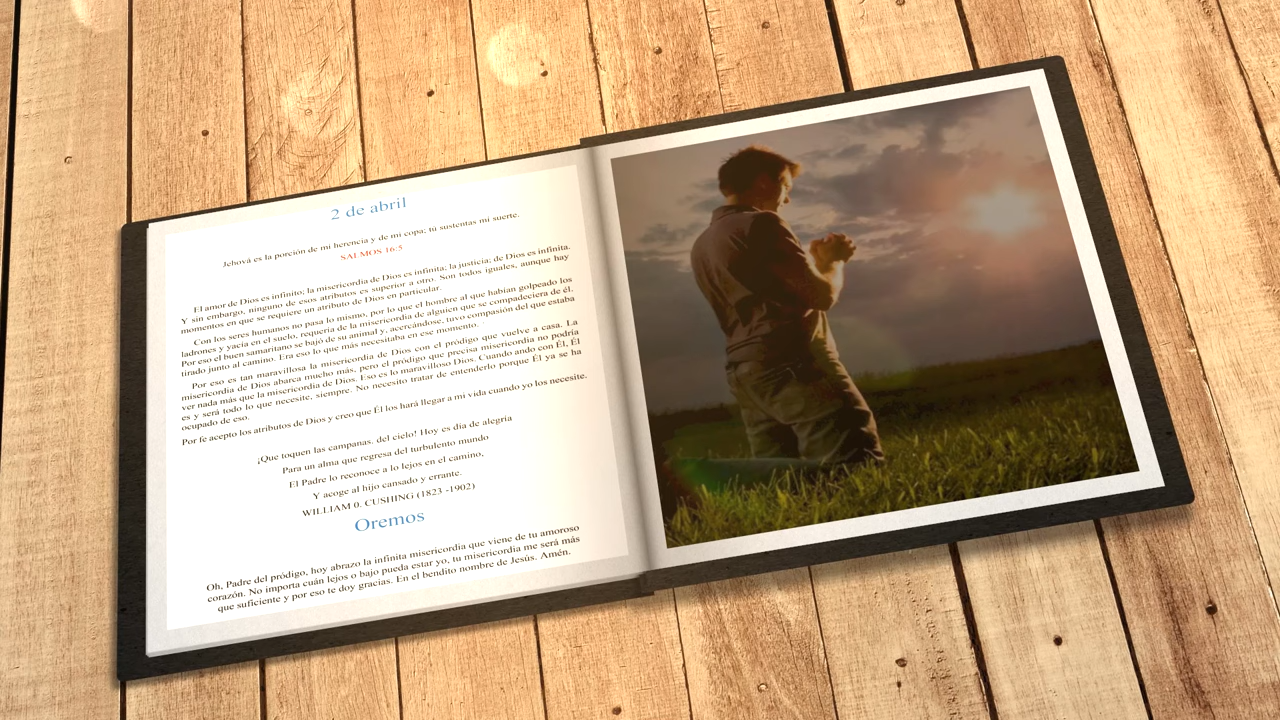 2 de abril
Jehová es la porción de mi herencia y de mi copa; tú sustentas mi suerte.
SALMOS 16:5
El amor de Dios es infinito; la misericordia de Dios es infinita; la justicia; de Dios es infinita.
Y sin embargo, ninguno de esos atributos es superior a otro. Son todos iguales, aunque hay
momentos en que se requiere un atributo de Dios en particular.
Con los seres humanos no pasa lo mismo, por lo que el hombre al que habían golpeado los
ladrones y yacía en el suelo, requería de la misericordia de alguien que se compadeciera de él.
Por eso el buen samaritano se bajó de su animal y, acercándose, tuvo compasión del que estaba
tirado junto al camino. Era eso lo que más necesitaba en ese momento.
Por eso es tan maravillosa la misericordia de Dios con el pródigo que vuelve a casa. La
misericordia de Dios abarca mucho más, pero el pródigo que precisa misericordia no podría
ver nada más que la misericordia de Dios. Eso es lo maravilloso Dios. Cuando ando con Él, Él
es y será todo lo que necesite, siempre. No necesito tratar de entenderlo porque Él ya se ha
ocupado de eso.
Por fe acepto los atributos de Dios y creo que Él los hará llegar a mi vida cuando yo los necesite.
¡Que toquen las campanas, del cielo! Hoy es día de alegría
Para un alma que regresa del turbulento mundo
El Padre lo reconoce a lo lejos en el camino,
Y acoge al hijo cansado y errante.
WILLIAM 0. CUSHING (1823 -1902)
Oremos
Oh, Padre del pródigo, hoy abrazo la infinita misericordia que viene de tu amoroso
corazón. No importa cuán lejos o bajo pueda estar yo, tu misericordia me será más
que suficiente y por eso te doy gracias. En el bendito nombre de Jesús. Amén.